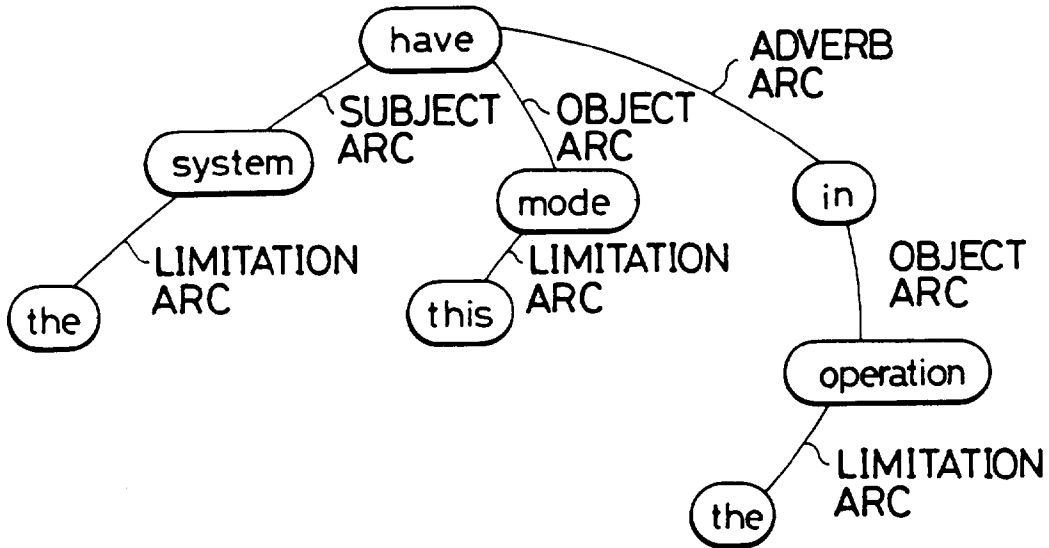 have
ADVERB
ARC
SUBJECT
ARC
OBJECT
ARC
system
mode
in
LIMITATION
ARC
LIMITATION
ARC
OBJECT
ARC
the
this
operation
LIMITATION
ARC
the